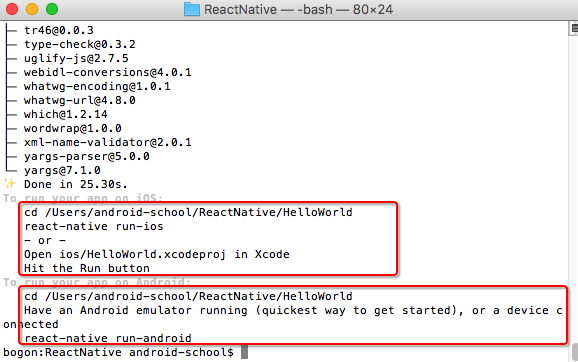 ReactNative — -bash — 80×24
├─ tr46@0.0.3
├─ type-check@0.3.2
├─ uglify-js@2.7.5
├─ webidl-conversions@4.0.1
├─ whatwg-encoding@1.0.1
├─ whatwg-url@4.8.0
├─ which@1.2.14
├─ wordwrap@1.0.0
├─ xml-name-validator@2.0.1
├─ yargs-parser@5.0.0
└─ yargs@7.1.0
✨ Done in 25.30s.
To run your app on iOS:
cd /Users/android-school/ReactNative/HelloWorld
react-native run-ios
- or -
Open ios/HelloWorld.xcodeproj in Xcode
Hit the Run button
To run your app on Android:
cd /Users/android-school/ReactNative/HelloWorld
Have an Android emulator running (quickest way to get started), or a device c
onnected
react-native run-android
bogon:ReactNative android-school$